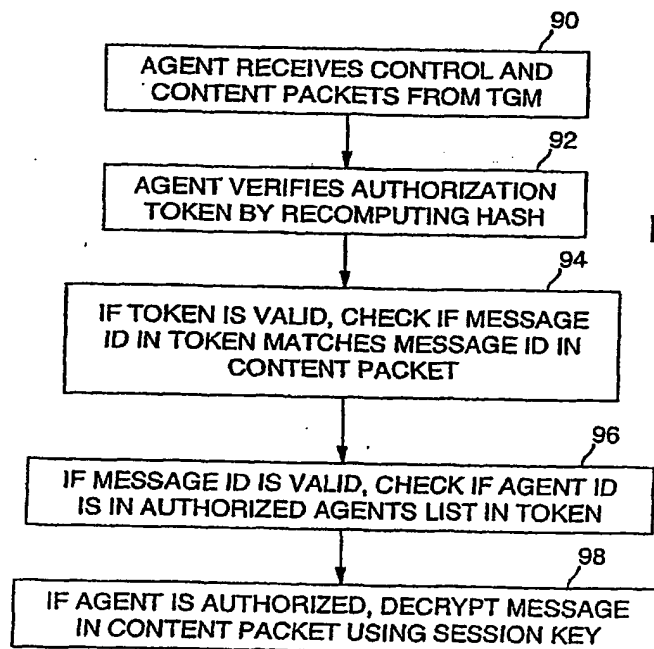 90
AGENT RECEIVES CONTROL AND
CONTENT PACKETS FROM TGM
92
AGENT VERIFIES AUTHORIZATION
TOKEN BY RECOMPUTING HASH
94
IF TOKEN IS VALID, CHECK IF MESSAGE
ID IN TOKEN MATCHES MESSAGE ID IN
CONTENT PACKET
96
IF MESSAGE ID IS VALID, CHECK IF AGENT ID
IS IN AUTHORIZED AGENTS LIST IN TOKEN
98
IF AGENT IS AUTHORIZED, DECRYPT MESSAGE
IN CONTENT PACKET USING SESSION KEY